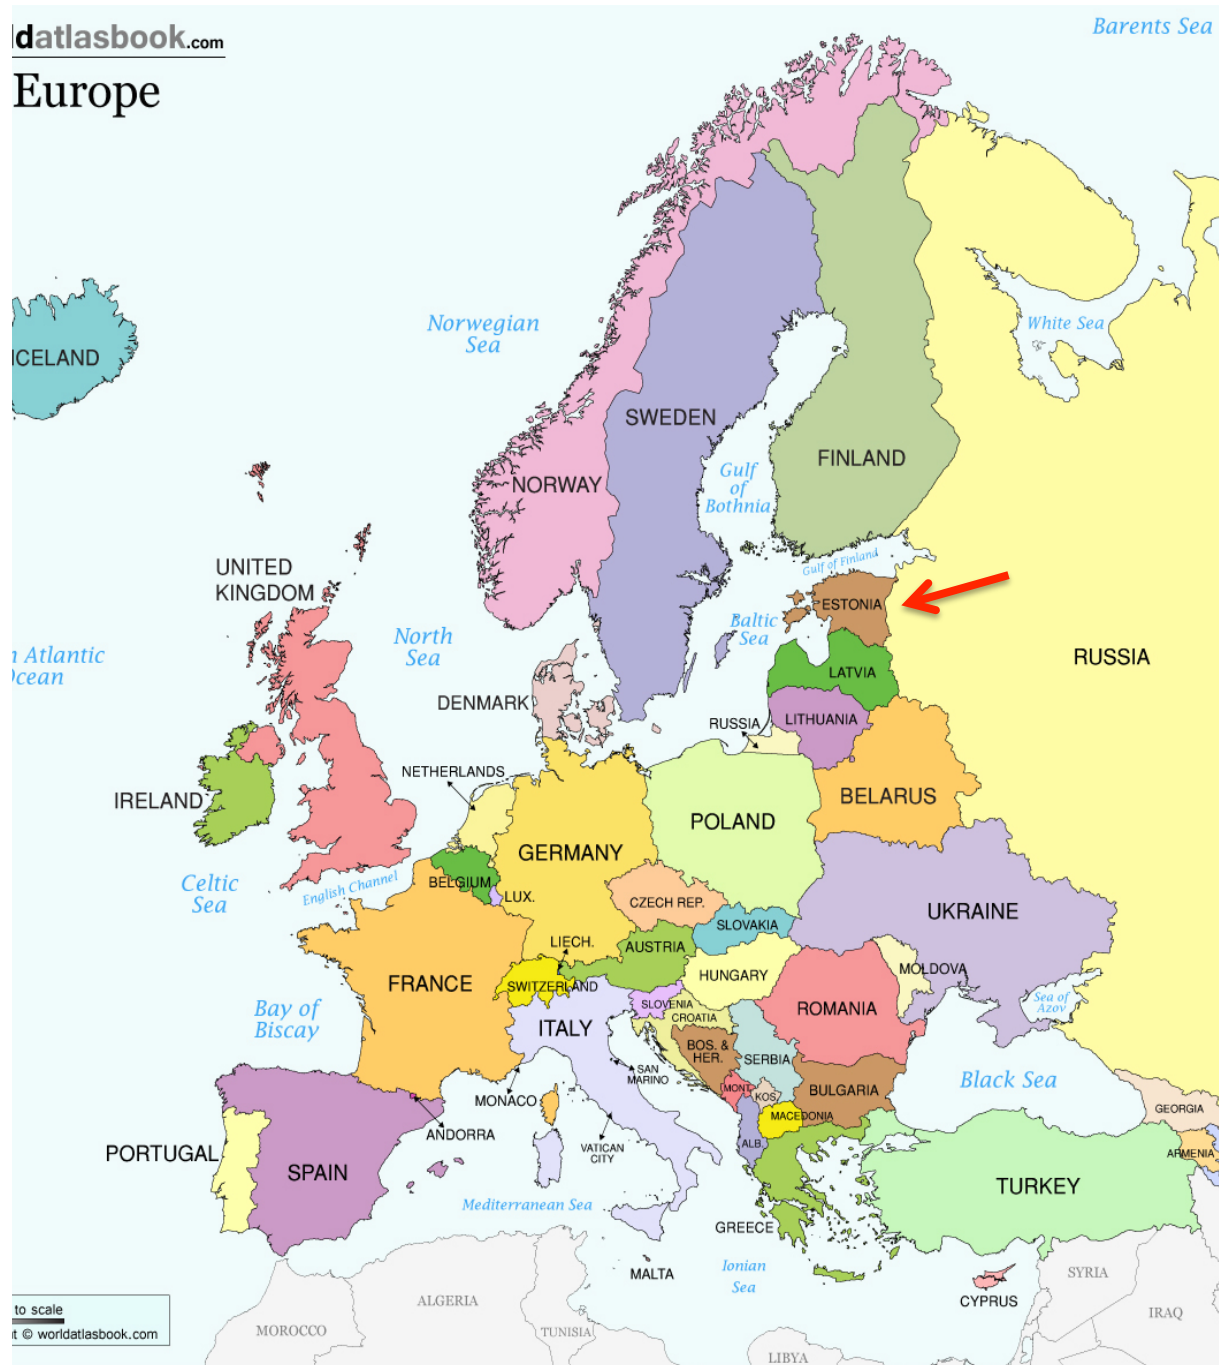 ldatlasbook.com
Europe
Barents Sea
White Sea
Norwegian
Sea
ICELAND
SWEDEN
FINLAND
NORWAY
Gulf
of
Bothnia
Gulf of Finland
UNITED
KINGDOM
ESTONIA
Baltic
Sea
North
Sea
n Atlantic
Ocean
RUSSIA
LATVIA
DENMARK
LITHUANIA
RUSSIA
NETHERLANDS
IRELAND
BELARUS
POLAND
GERMANY
BELGIUM
English Channel
Celtic
Sea
LUX.
CZECH REP.
UKRAINE
SLOVAKIA
LIECH.
AUSTRIA
FRANCE
SWITZERLAND
HUNGARY
MOLDOVA
Sea of
Azov
SLOVENIA
CROATIA
ROMANIA
Bay of
Biscay
ITALY
BOS. &
HER.
SERBIA
SAN
MARINO
MONT.
KOS.
BULGARIA
Black Sea
MONACO
MACEDONIA
GEORGIA
ANDORRA
VATICAN
CITY
ALB.
ARMENIA
PORTUGAL
SPAIN
TURKEY
Mediterranean Sea
GREECE
MALTA
Ionian
Sea
SYRIA
CYPRUS
ALGERIA
IRAQ
to scale
MOROCCO
TUNISIA
t © worldatlasbook.com
LIBYA